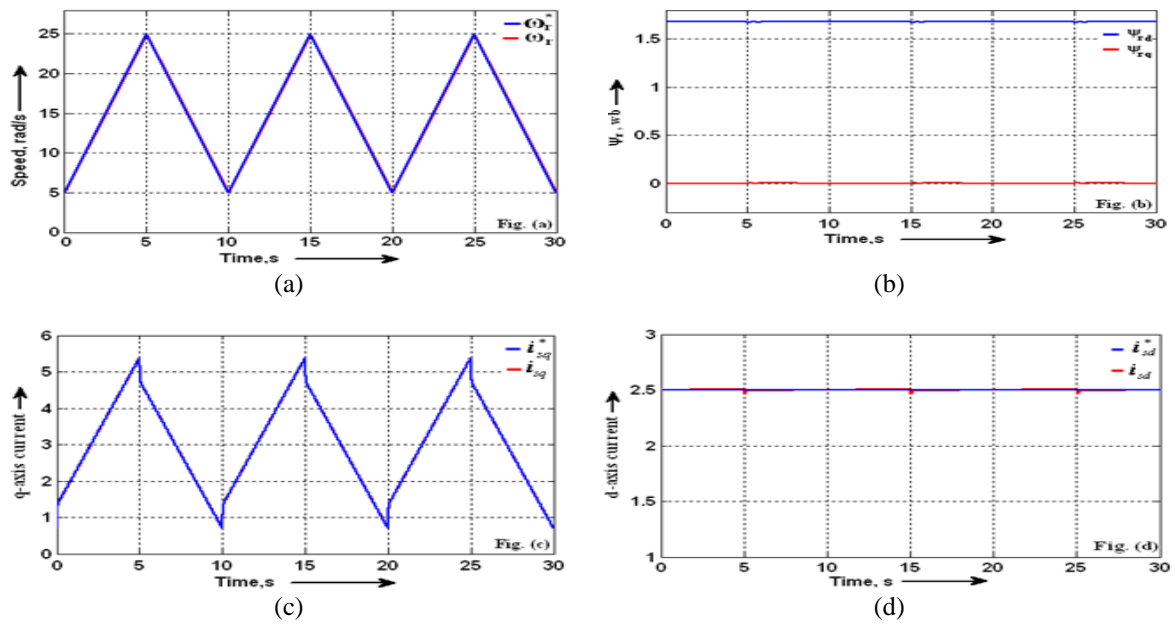 25
20
15
10
5
0
Speed, rad/s
ω*r
ωr
Fig. (a)
0 5 10 15 20 25 30
Time,s
(a)
1.5
1
0.5
0
Ψr, wb
Ψrd
Ψrq
Fig. (b)
0 5 10 15 20 25 30
Time,s
(b)
6
5
4
3
2
1
0
q-axis current
i*sq
isq
Fig. (c)
0 5 10 15 20 25 30
Time,s
(c)
3
2.5
2
1.5
1
d-axis current
i*sd
isd
Fig. (d)
0 5 10 15 20 25 30
Time, s
(d)